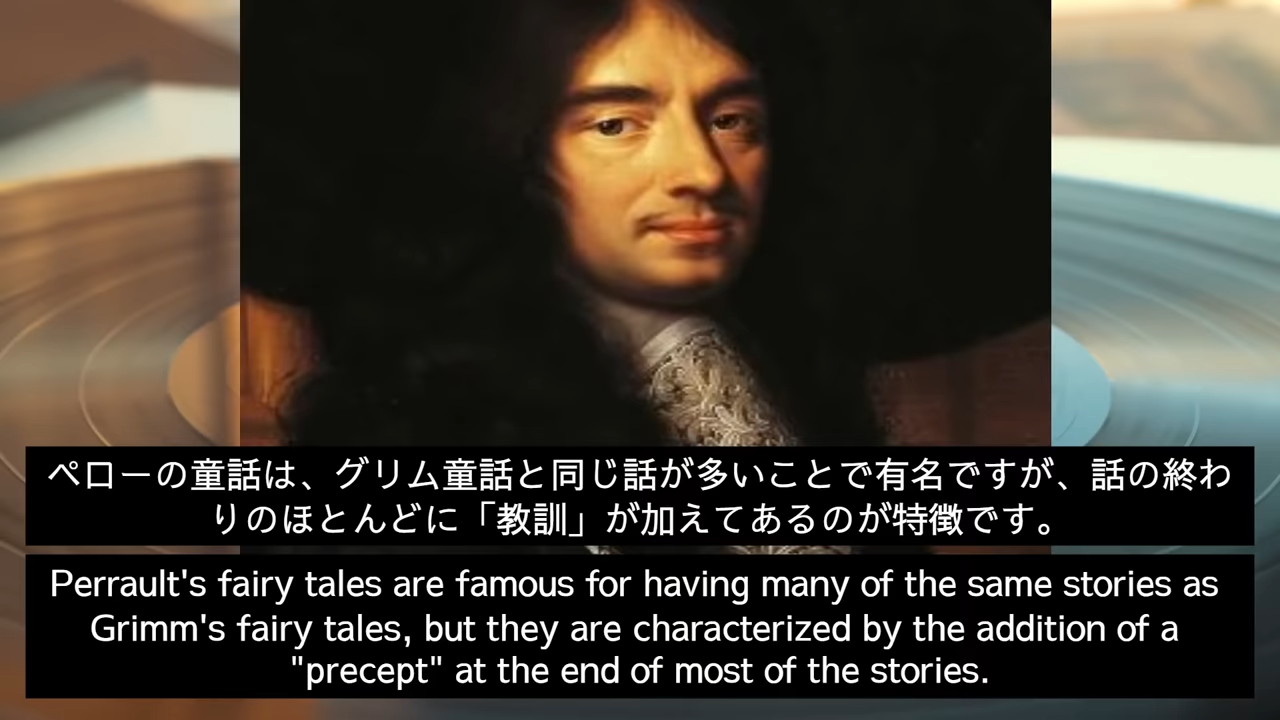 ペローの童話は、グリム童話と同じ話が多いことで有名ですが、話の終わ
りのほとんどに「教訓」が加えてあるのが特徴です。
Perrault's fairy tales are famous for having many of the same stories as
Grimm's fairy tales, but they are characterized by the addition of a
"precept" at the end of most of the stories.